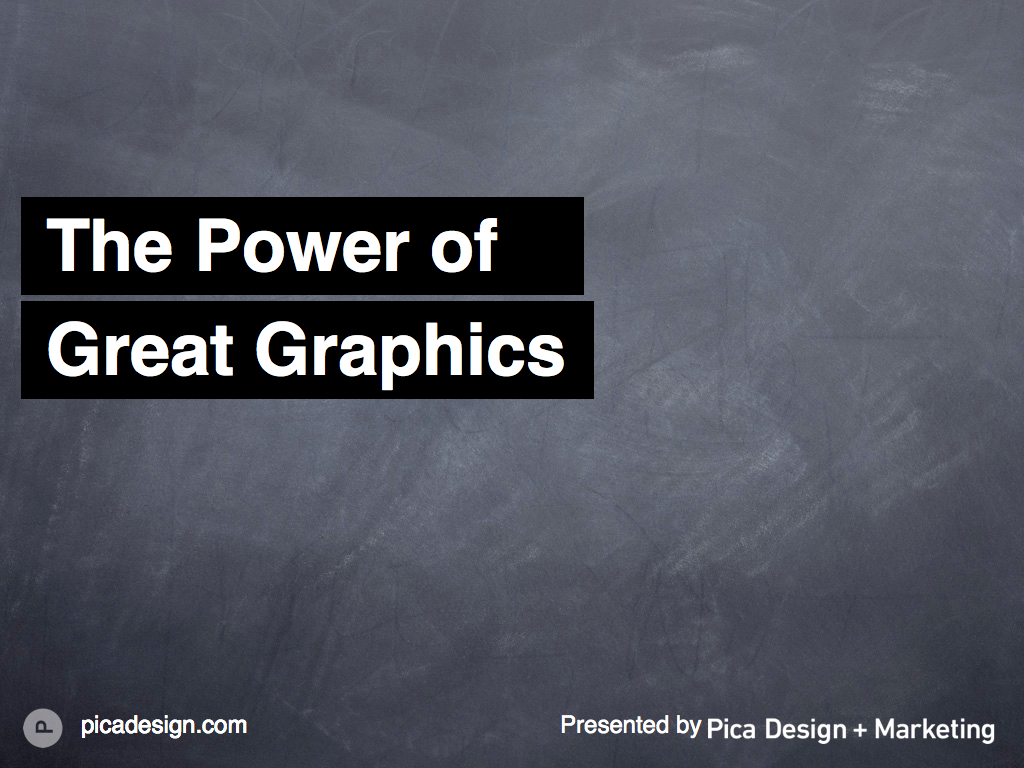 The Power of
Great Graphics
P
picadesign.com
Presented by Pica Design + Marketing